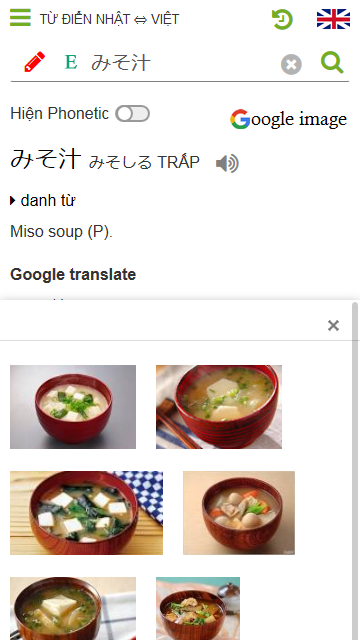 TỪ ĐIỂN NHẬT ⇔ VIỆT
E みそ汁
Hiện Phonetic
Google image
みそ汁 みそしる TRẤP
danh từ
Miso soup (P).
Google translate
×